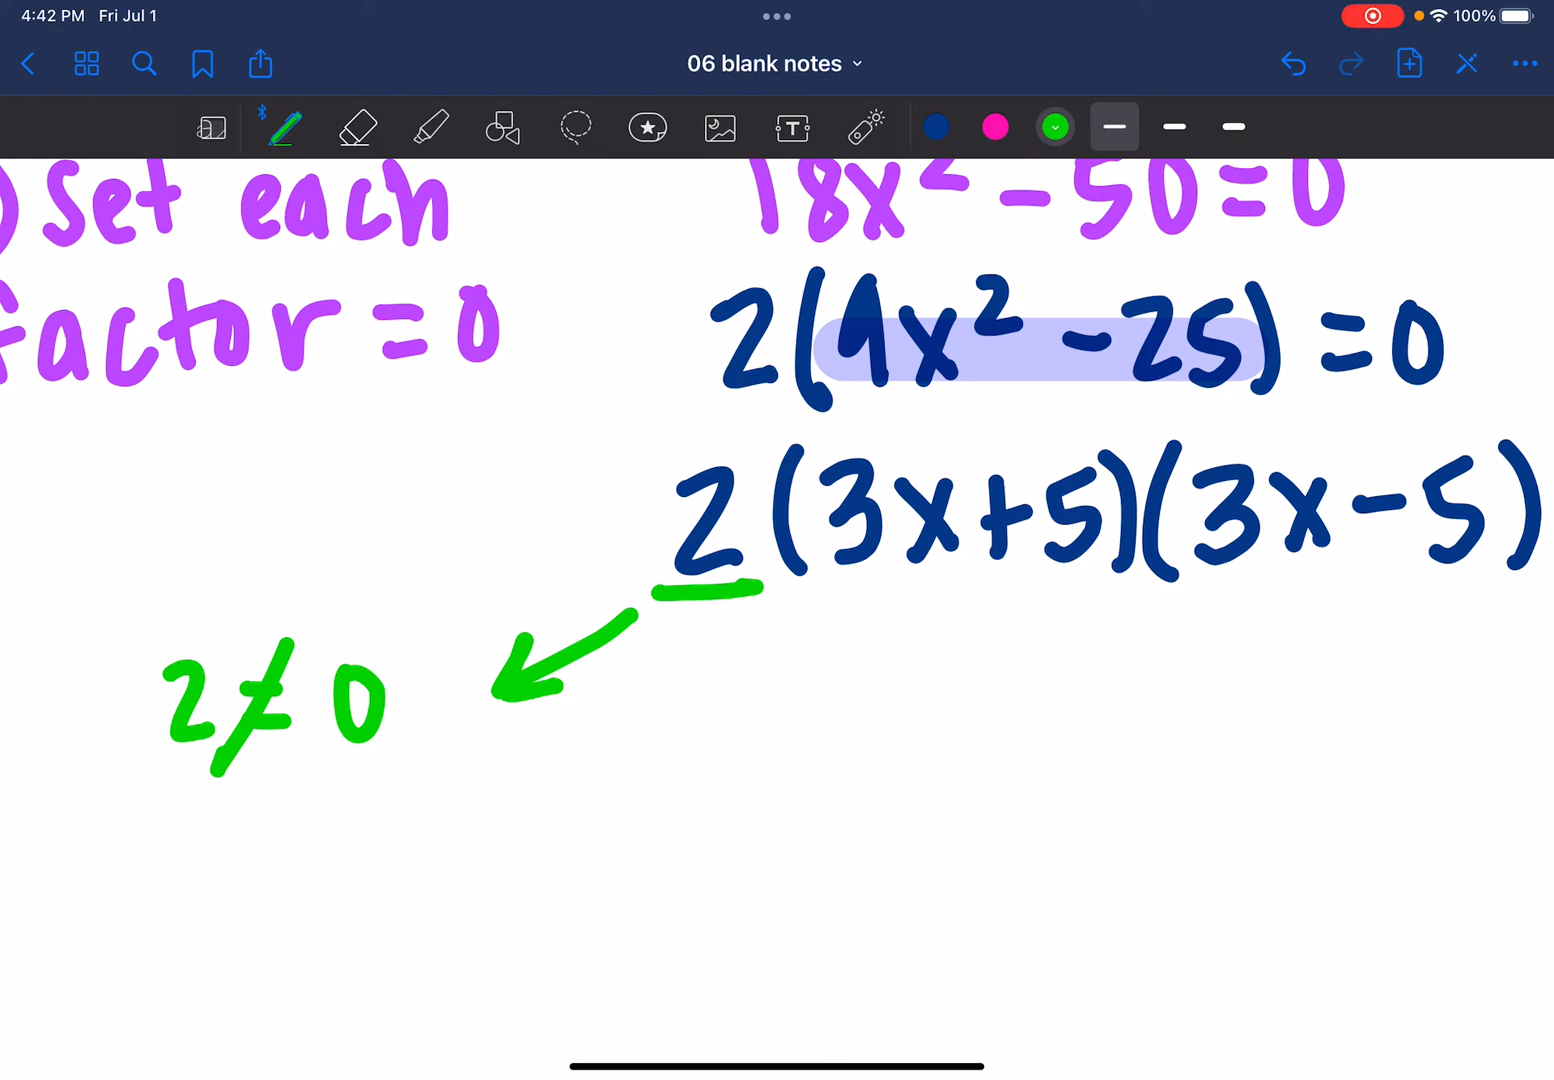 4:42 PM Fri Jul 1
100%
06 blank notes
T
) Set each
factor = 0
18x² - 50 = 0
2(9x² - 25) = 0
2(3x+5)(3x-5)
2 ≠ 0